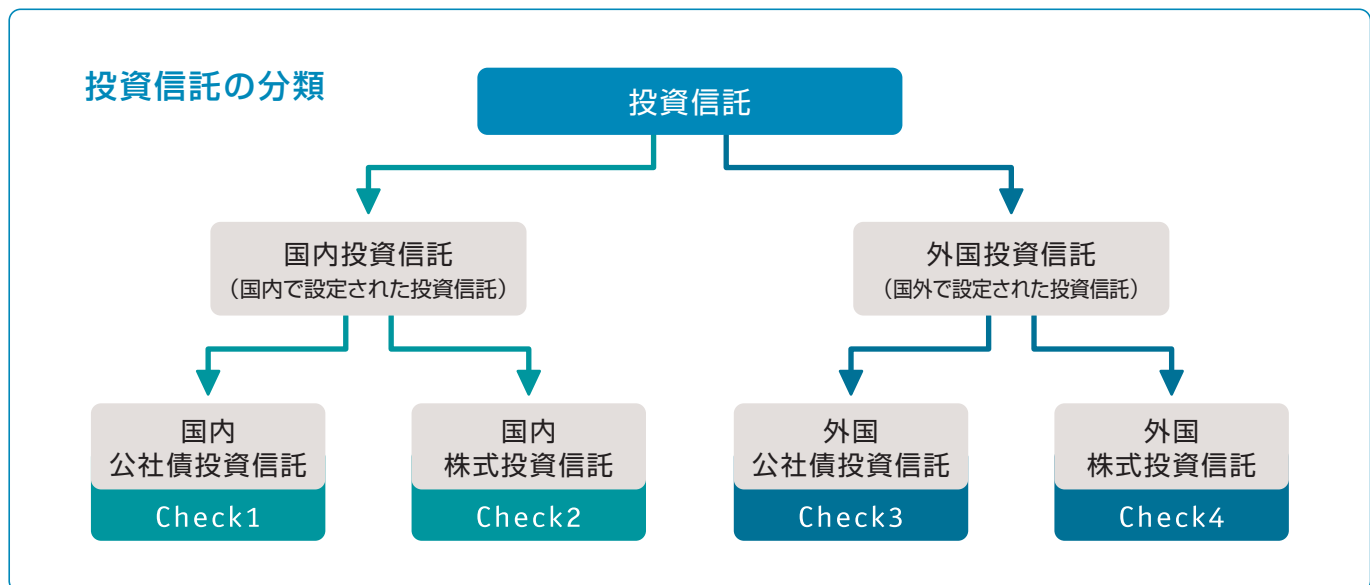 投資信託の分類
投資信託
国内投資信託
（国内で設定された投資信託）
外国投資信託
（国外で設定された投資信託）
国内
公社債投資信託
Check1
国内
株式投資信託
Check2
外国
公社債投資信託
Check3
外国
株式投資信託
Check4